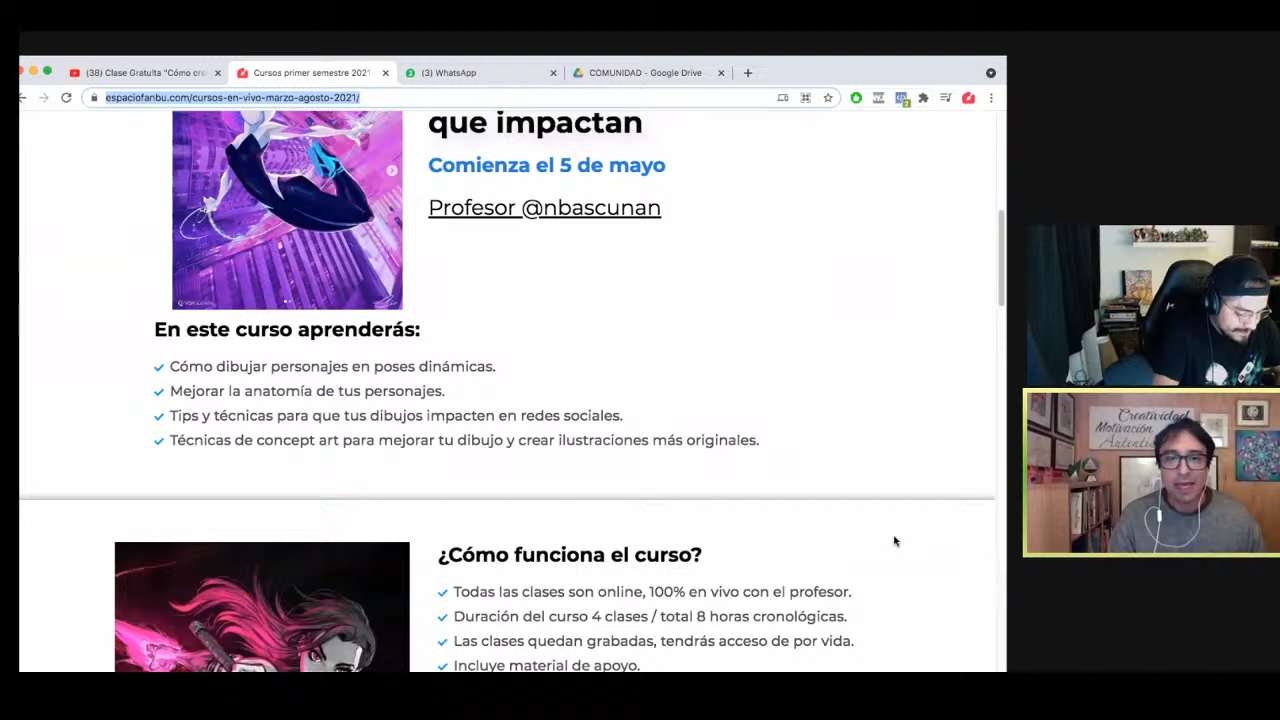 (38) Clase Gratuita "Cómo cre
Cursos primer semestre 2021
(3) WhatsApp
COMUNIDAD - Google Drive
espaciofanbu.com/cursos-en-vivo-marzo-agosto-2021/
2
que impactan
Comienza el 5 de mayo
Profesor @nbascunan
En este curso aprenderás:
Cómo dibujar personajes en poses dinámicas.
Mejorar la anatomía de tus personajes.
Tips y técnicas para que tus dibujos impacten en redes sociales.
Técnicas de concept art para mejorar tu dibujo y crear ilustraciones más originales.
¿Cómo funciona el curso?
Todas las clases son online, 100% en vivo con el profesor.
Duración del curso 4 clases / total 8 horas cronológicas.
Las clases quedan grabadas, tendrás acceso de por vida.
Incluye material de apoyo.
Creatividad
Motivación